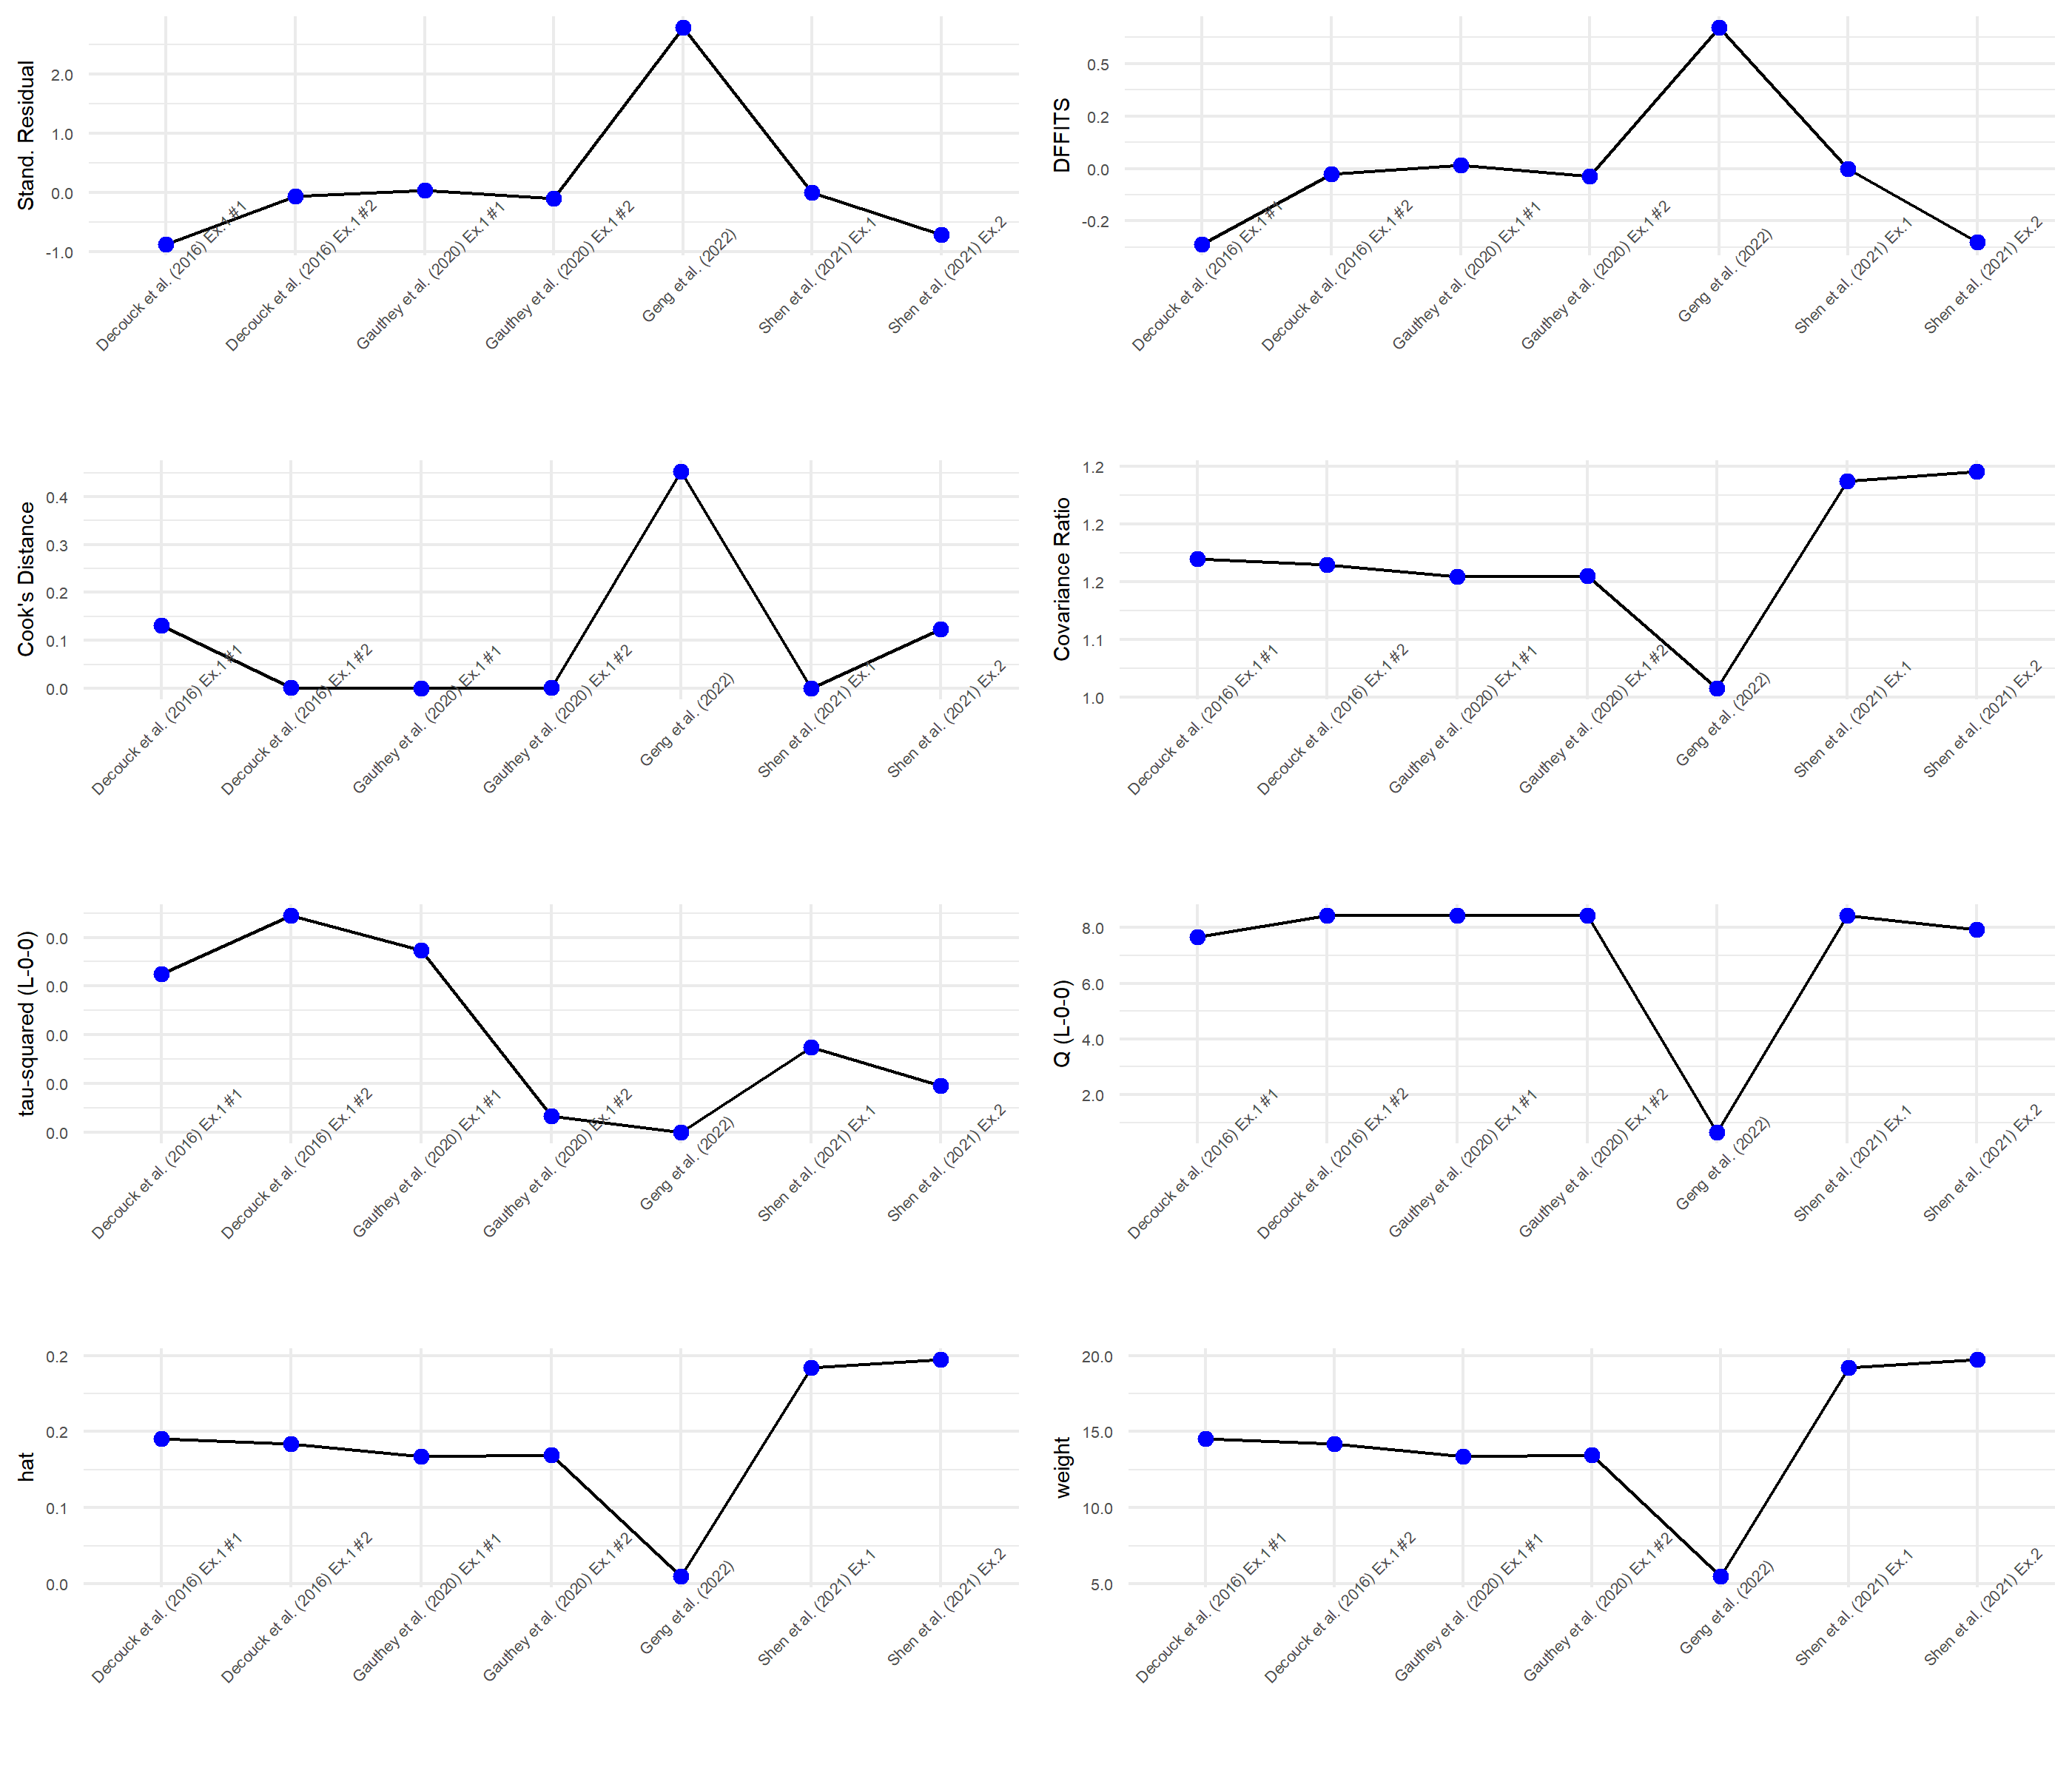 Stand. Residual
2.0
1.0
0.0
-1.0
Decouck et al. (2016) Ex.1 #1
Decouck et al. (2016) Ex.1 #2
Gauthey et al. (2020) Ex.1 #1
Gauthey et al. (2020) Ex.1 #2
Geng et al. (2022)
Shen et al. (2021) Ex.1
Shen et al. (2021) Ex.2
DFFITS
0.5
0.2
0.0
-0.2
Decouck et al. (2016) Ex.1 #1
Decouck et al. (2016) Ex.1 #2
Gauthey et al. (2020) Ex.1 #1
Gauthey et al. (2020) Ex.1 #2
Geng et al. (2022)
Shen et al. (2021) Ex.1
Shen et al. (2021) Ex.2
Cook's Distance
0.4
0.3
0.2
0.1
0.0
Decouck et al. (2016) Ex.1 #1
Decouck et al. (2016) Ex.1 #2
Gauthey et al. (2020) Ex.1 #1
Gauthey et al. (2020) Ex.1 #2
Geng et al. (2022)
Shen et al. (2021) Ex.1
Shen et al. (2021) Ex.2
Covariance Ratio
1.2
1.2
1.2
1.1
1.0
Decouck et al. (2016) Ex.1 #1
Decouck et al. (2016) Ex.1 #2
Gauthey et al. (2020) Ex.1 #1
Gauthey et al. (2020) Ex.1 #2
Geng et al. (2022)
Shen et al. (2021) Ex.1
Shen et al. (2021) Ex.2
tau-squared (L-0-0)
0.0
0.0
0.0
0.0
0.0
Decouck et al. (2016) Ex.1 #1
Decouck et al. (2016) Ex.1 #2
Gauthey et al. (2020) Ex.1 #1
Gauthey et al. (2020) Ex.1 #2
Geng et al. (2022)
Shen et al. (2021) Ex.1
Shen et al. (2021) Ex.2
Q (L-0-0)
8.0
6.0
4.0
2.0
Decouck et al. (2016) Ex.1 #1
Decouck et al. (2016) Ex.1 #2
Gauthey et al. (2020) Ex.1 #1
Gauthey et al. (2020) Ex.1 #2
Geng et al. (2022)
Shen et al. (2021) Ex.1
Shen et al. (2021) Ex.2
hat
0.2
0.2
0.1
0.0
Decouck et al. (2016) Ex.1 #1
Decouck et al. (2016) Ex.1 #2
Gauthey et al. (2020) Ex.1 #1
Gauthey et al. (2020) Ex.1 #2
Geng et al. (2022)
Shen et al. (2021) Ex.1
Shen et al. (2021) Ex.2
weight
20.0
15.0
10.0
5.0
Decouck et al. (2016) Ex.1 #1
Decouck et al. (2016) Ex.1 #2
Gauthey et al. (2020) Ex.1 #1
Gauthey et al. (2020) Ex.1 #2
Geng et al. (2022)
Shen et al. (2021) Ex.1
Shen et al. (2021) Ex.2